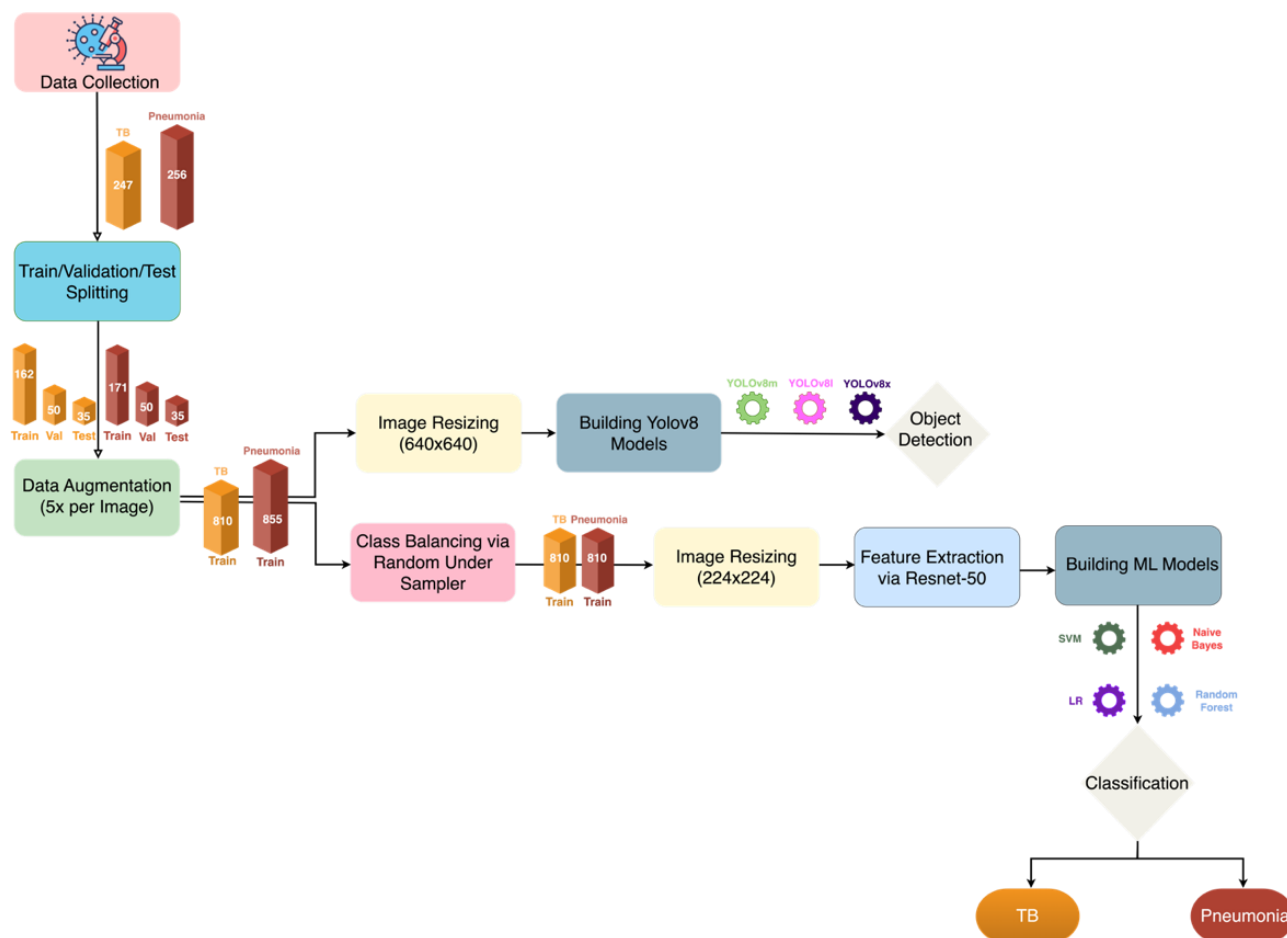 Data Collection
TB
Pneumonia
247
256
Train/Validation/Test
Splitting
162
50
35
171
50
35
Train
Val
Test
Train
Val
Test
Data Augmentation
(5x per Image)
TB
Pneumonia
810
855
Train
Train
Image Resizing
(640x640)
Building Yolov8
Models
YOLOv8m
YOLOv8l
YOLOv8x
Object
Detection
Class Balancing via
Random Under
Sampler
TB
Pneumonia
810
810
Train
Train
Image Resizing
(224x224)
Feature Extraction
via Resnet-50
Building ML Models
SVM
Naive
Bayes
LR
Random
Forest
Classification
TB
Pneumonia